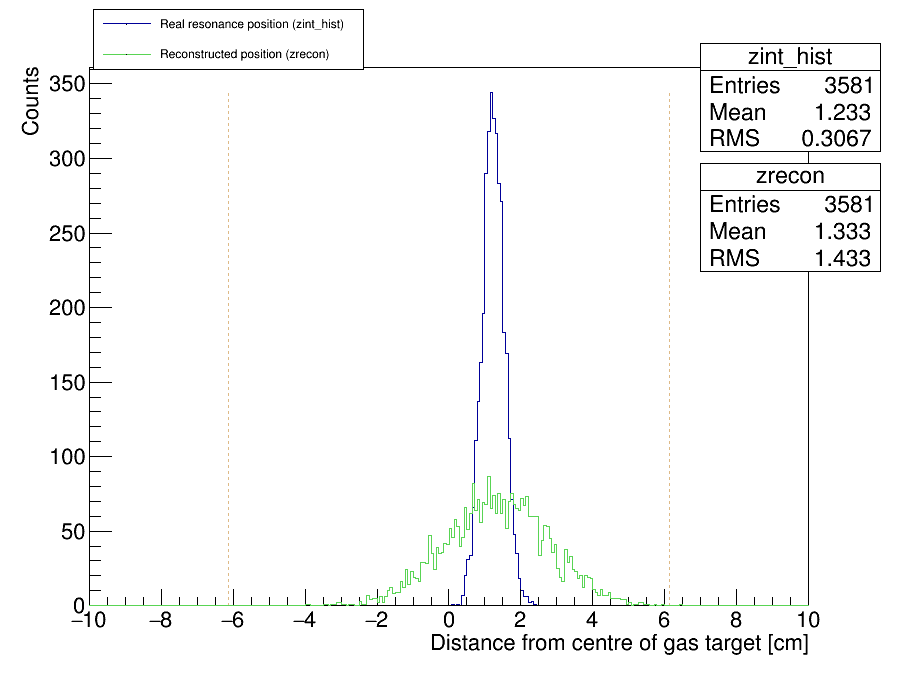 Real resonance position (zint_hist)
Reconstructed position (zrecon)
zint_hist
Entries 3581
Mean 1.233
RMS 0.3067
zrecon
Entries 3581
Mean 1.333
RMS 1.433
Counts
350
300
250
200
150
100
50
0
−10 −8 −6 −4 −2 0 2 4 6 8 10
Distance from centre of gas target [cm]